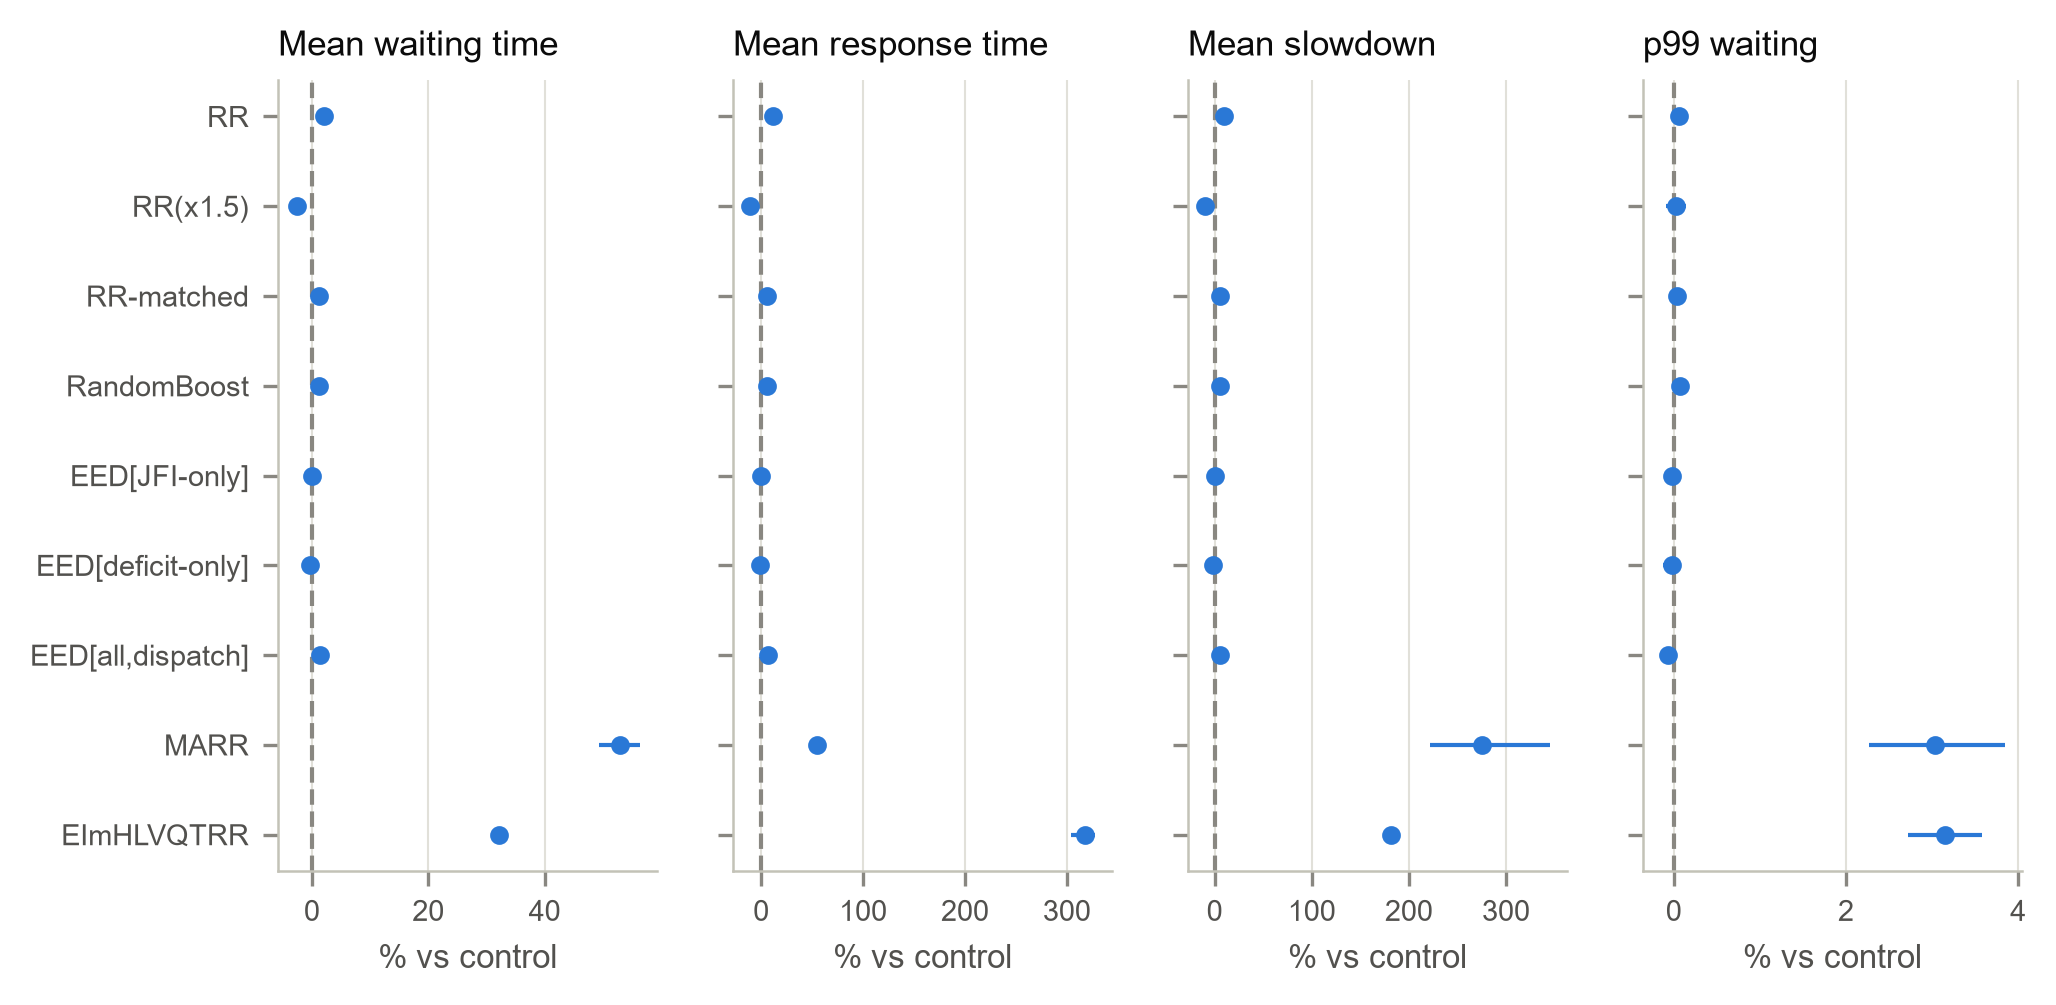 Mean waiting time
Mean response time
Mean slowdown
p99 waiting
RR
RR(x1.5)
RR-matched
RandomBoost
EED[JFI-only]
EED[deficit-only]
EED[all,dispatch]
MARR
EImHLVQTRR
0 20 40
0 100 200 300
0 100 200 300
0 2 4
% vs control
% vs control
% vs control
% vs control